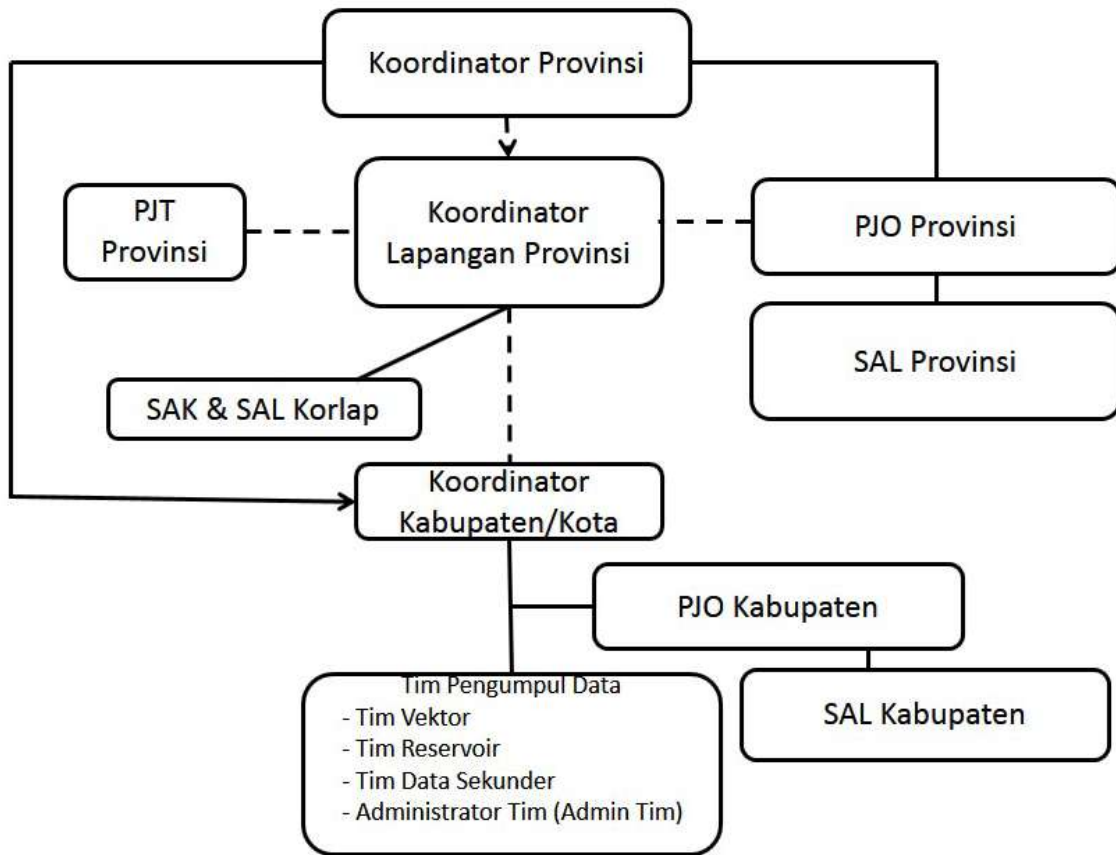 Koordinator Provinsi
PJT
Provinsi
Koordinator
Lapangan Provinsi
PJO Provinsi
SAL Provinsi
SAK & SAL Korlap
Koordinator
Kabupaten/Kota
PJO Kabupaten
SAL Kabupaten
Tim Pengumpul Data
- Tim Vektor
- Tim Reservoir
- Tim Data Sekunder
- Administrator Tim (Admin Tim)